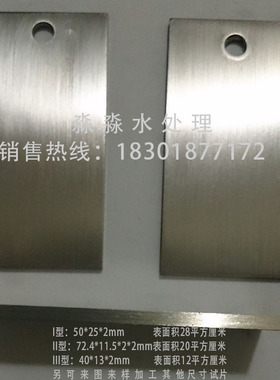 淼淼水处理
销售热线：18301877172
I型：50*25*2mm 表面积28平方厘米
II型：72.4*11.5*2*2mm 表面积20平方厘米
III型：40*13*2mm 表面积12平方厘米
另可来图来样加工其他尺寸试片